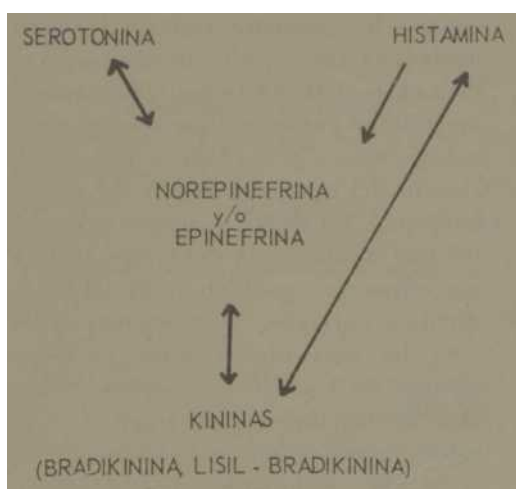 SEROTONINA HISTAMINA
NOREPINEFRINA
y/o
EPINEFRINA
KININAS
(BRADIKININA, LISIL - BRADIKININA)